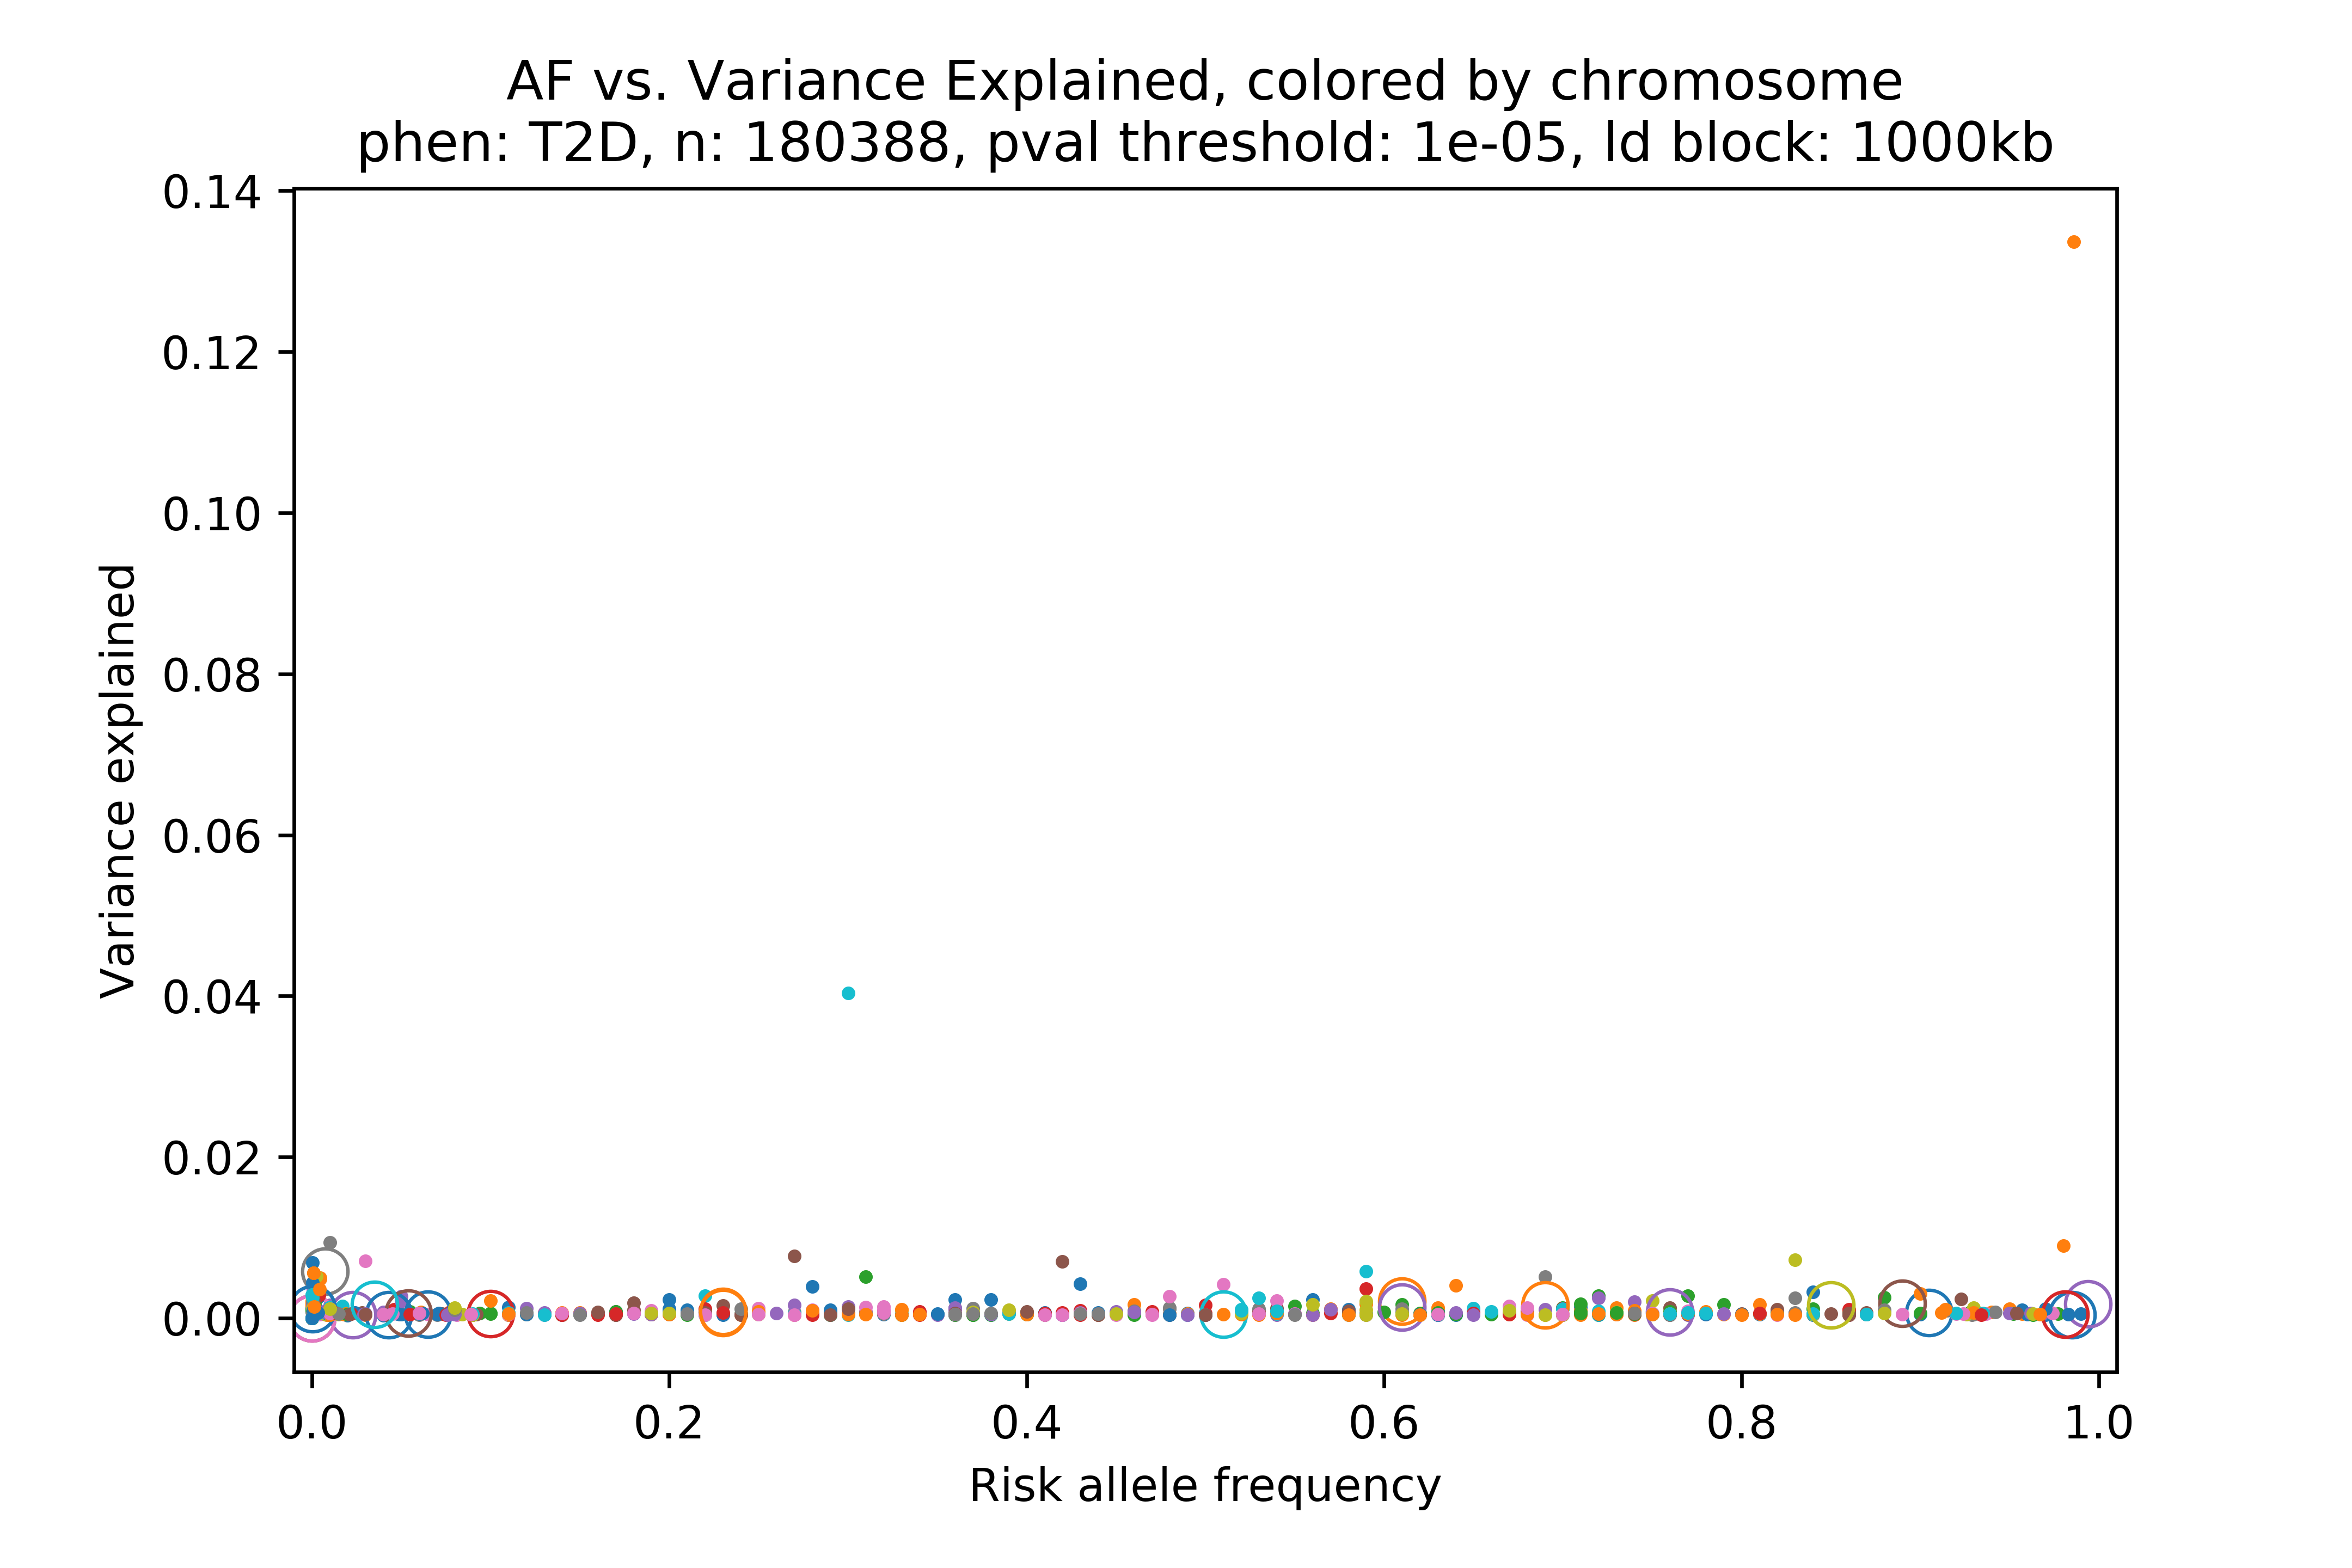 AF vs. Variance Explained, colored by chromosome
phen: T2D, n: 180388, pval threshold: 1e-05, ld block: 1000kb
0.14
0.12
0.10
0.08
0.06
0.04
0.02
0.00
Variance explained
0.0 0.2 0.4 0.6 0.8 1.0
Risk allele frequency